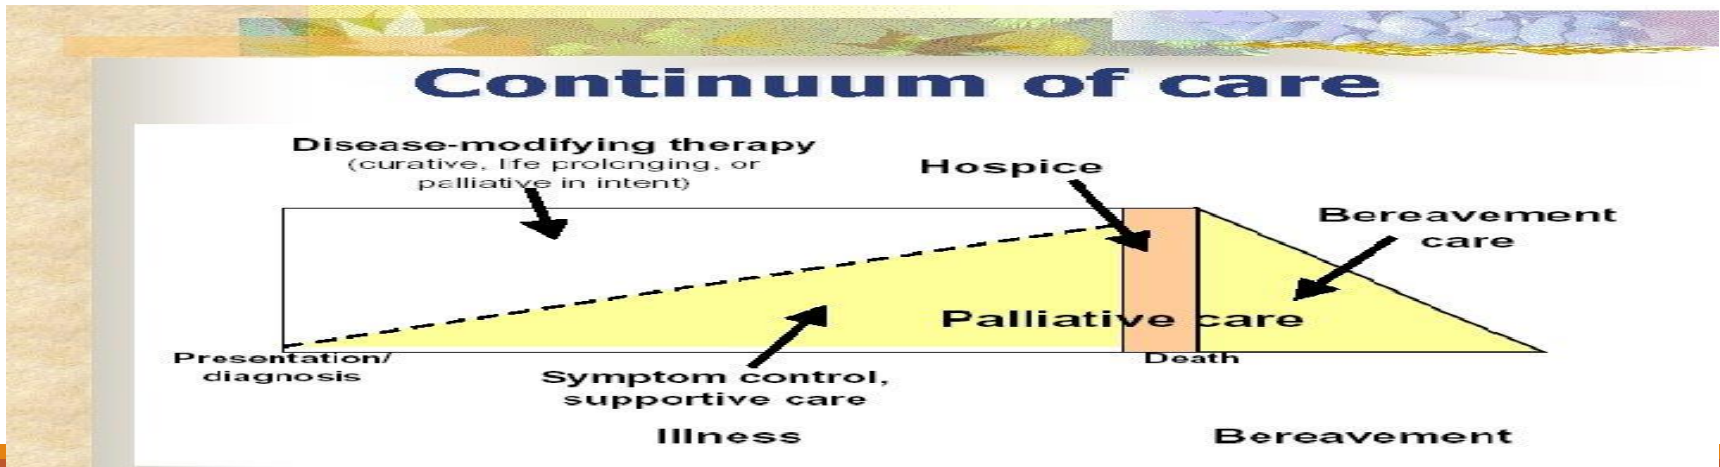 Continuum of care
Disease-modifying therapy
(curative, life prolonging, or
palliative in intent)
Hospice
Bereavement
care
Palliative care
Presentation/
diagnosis
Death
Symptom control,
supportive care
Illness
Bereavement